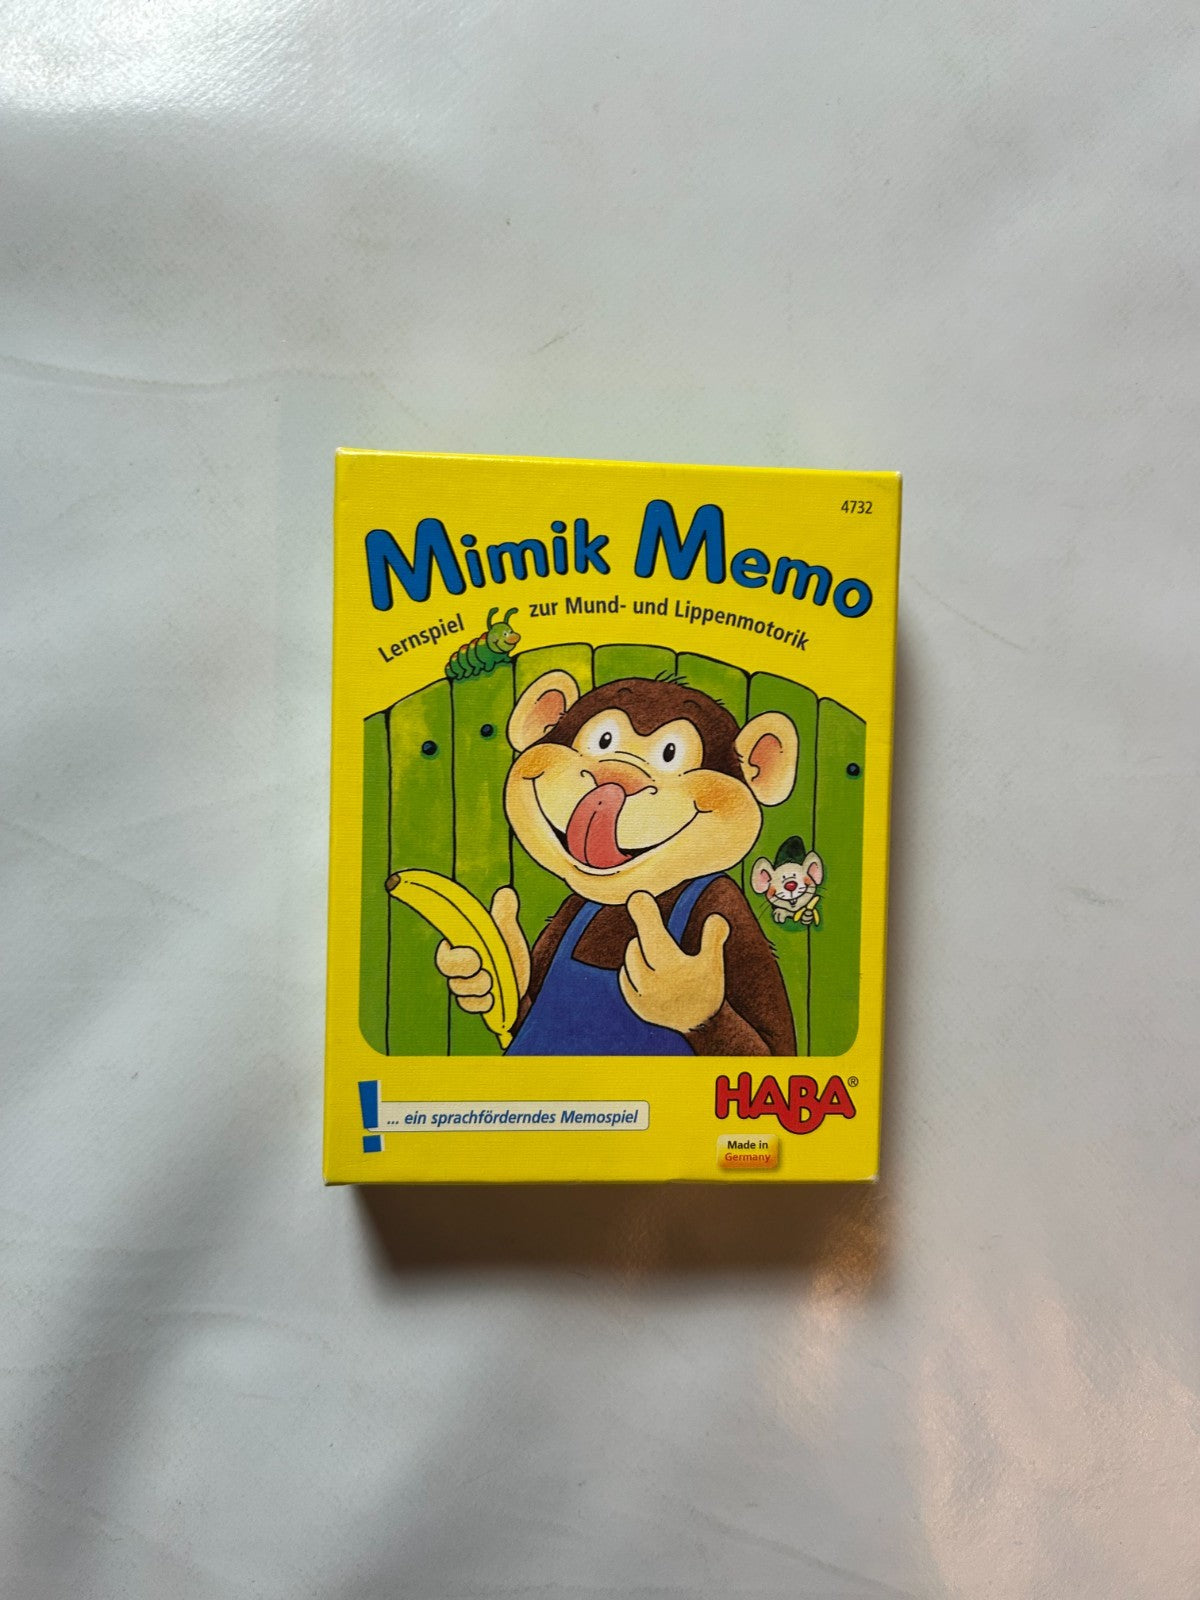 4732
Mimik Memo
Lernspiel zur Mund- und Lippenmotorik
! ... ein sprachförderndes Memospiel
HABA®
Made in
Germany